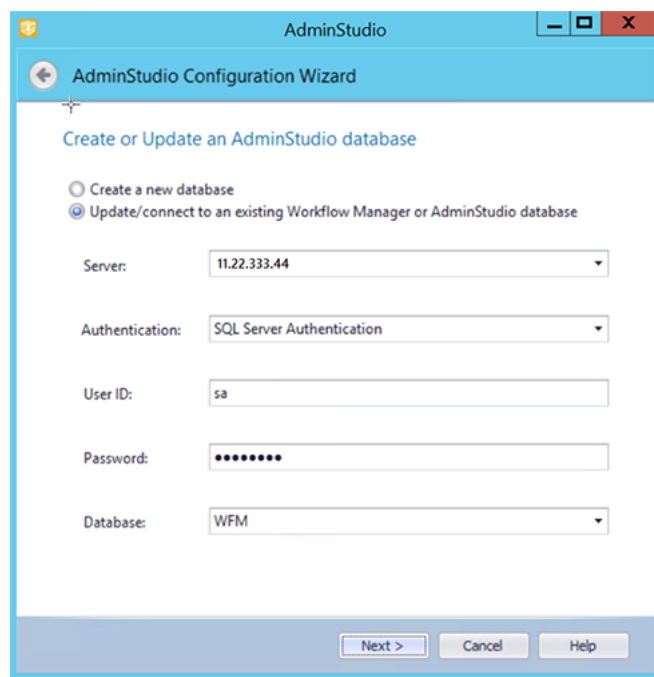 AdminStudio
AdminStudio Configuration Wizard
Create or Update an AdminStudio database
Create a new database
Update/connect to an existing Workflow Manager or AdminStudio database
Server: 11.22.333.44
Authentication: SQL Server Authentication
User ID: sa
Password: ••••••••
Database: WFM
Next > Cancel Help